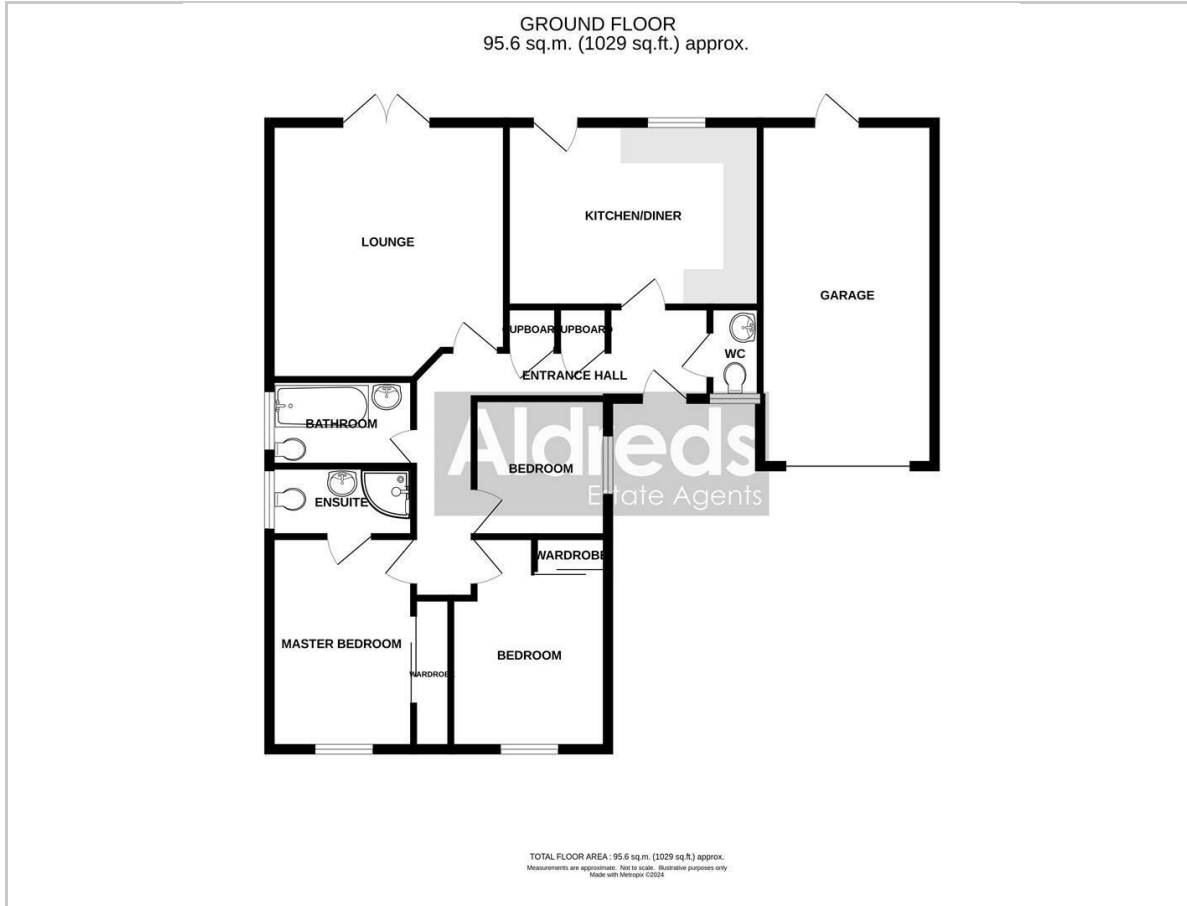 GROUND FLOOR
95.6 sq.m. (1029 sq.ft.) approx.
LOUNGE
KITCHEN/DINER
GARAGE
CUPBOARD
CUPBOARD
WC
ENTRANCE HALL
BATHROOM
Aldreds
Estate Agents
BEDROOM
ENSUITE
WARDROBE
MASTER BEDROOM
BEDROOM
WARDROBE
TOTAL FLOOR AREA : 95.6 sq.m. (1029 sq.ft.) approx.
Measurements are approximate. Not to scale. Illustrative purposes only
Made with Metropix ©2024